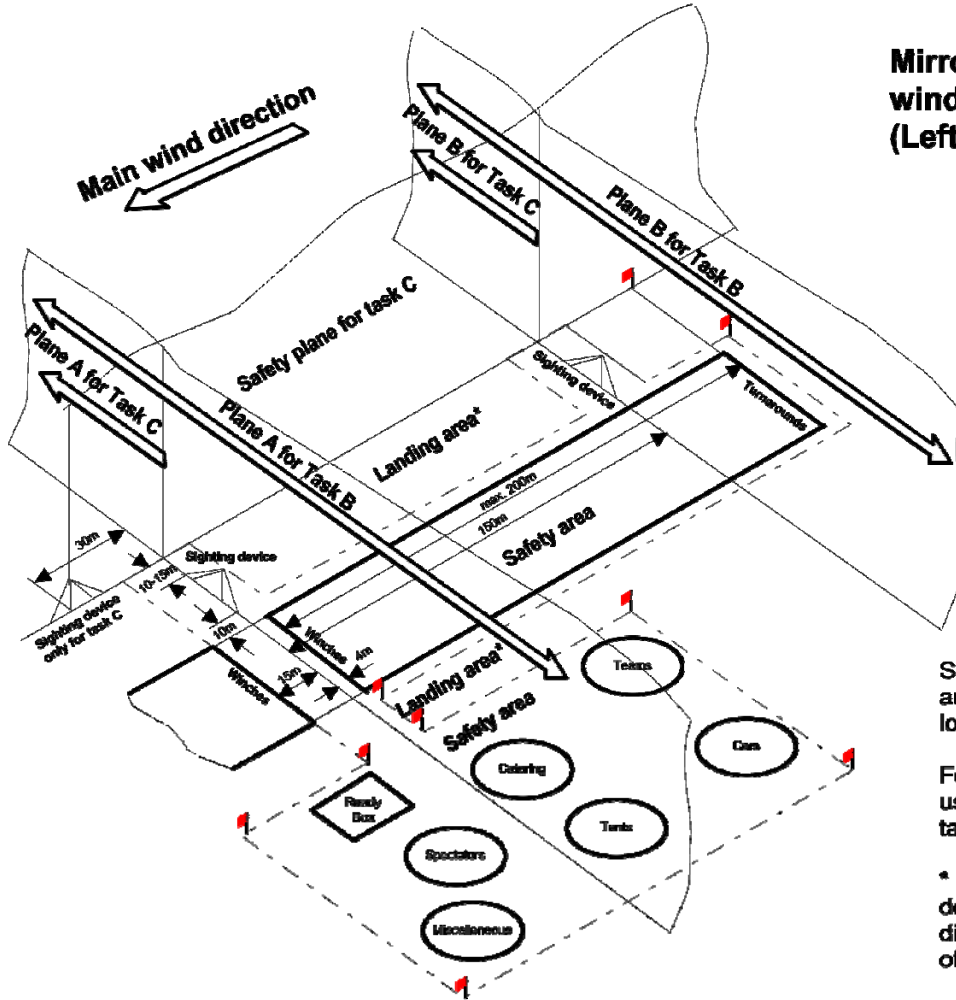 Mirro
wind
(Left
Main wind direction
Plane B for Task C
Plane B for Task B
Safety plane for task C
Plane A for Task C
Plane A for Task B
Sighting device
Turnarounds
Landing area*
max. 200m
150m
Safety area
30m
10-15m
Sighting device
Sighting device
only for task C
10m
Winches
4m
15m
Winches
Landing area*
Safety area
Teams
Cars
Catering
Tents
Ready
Box
Spectators
Miscellaneous
S
ar
lo
Fo
us
ta
*
de
di
of